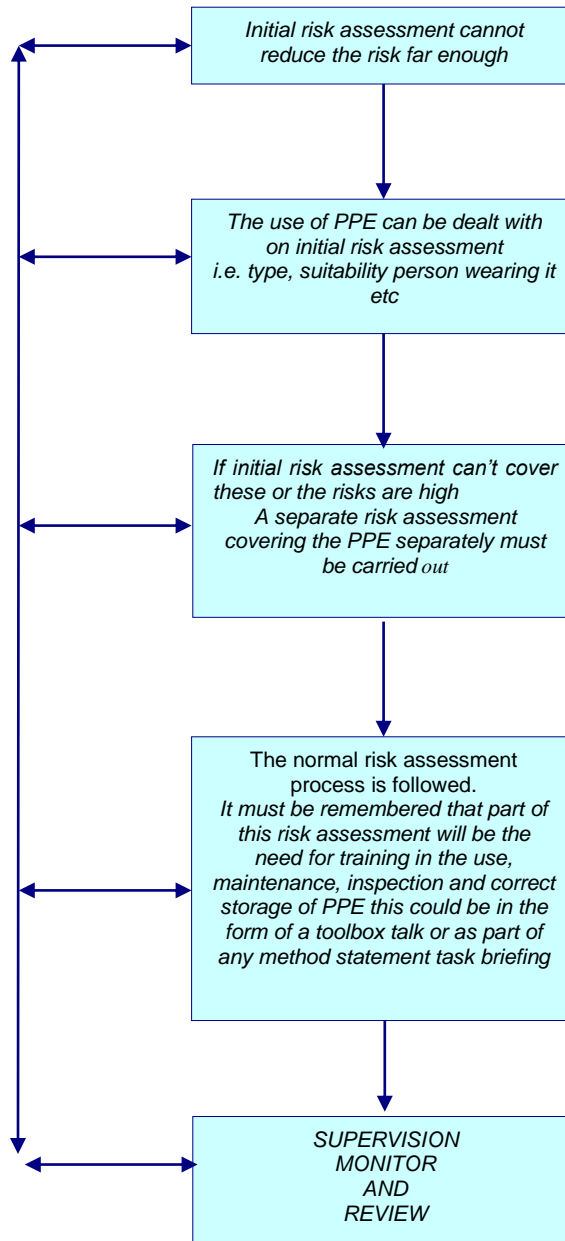 Initial risk assessment cannot
reduce the risk far enough
The use of PPE can be dealt with
on initial risk assessment
i.e. type, suitability person wearing it
etc
If initial risk assessment can’t cover
these or the risks are high
A separate risk assessment
covering the PPE separately must
be carried out
The normal risk assessment
process is followed.
It must be remembered that part of
this risk assessment will be the
need for training in the use,
maintenance, inspection and correct
storage of PPE this could be in the
form of a toolbox talk or as part of
any method statement task briefing
SUPERVISION
MONITOR
AND
REVIEW